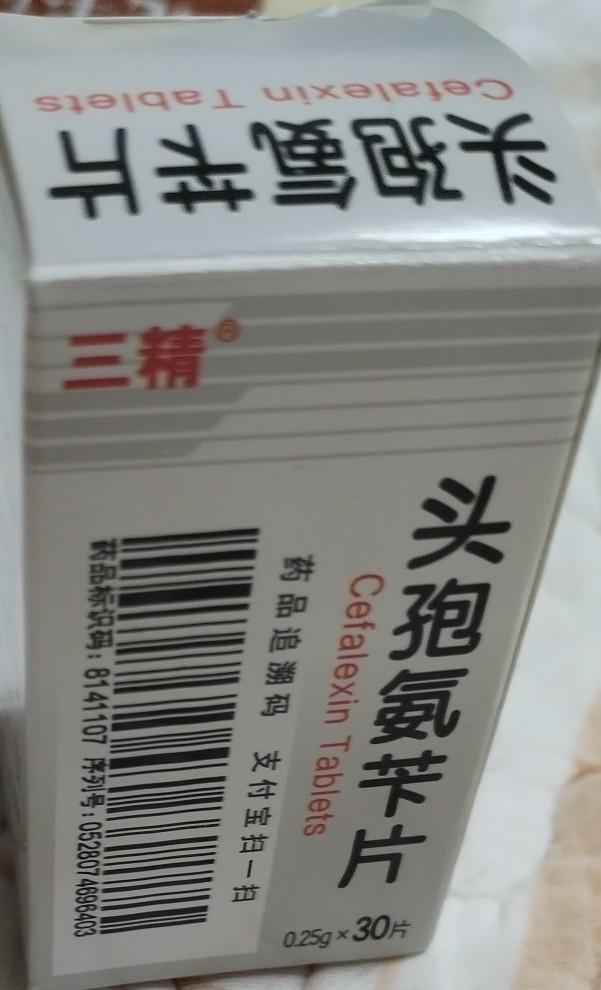 头孢氨苄片
Cefalexin Tablets
三精®
头孢氨苄片
Cefalexin Tablets
0.25g×30片
药品追溯码 支付宝扫一扫
药品标识码：8141107 序列号：0528074696403